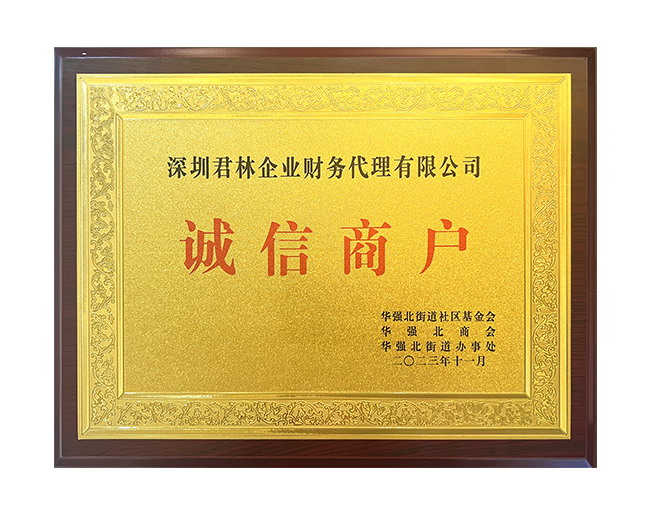 深圳君林企业财务代理有限公司
诚信商户
华强北街道社区基金会
华强北商会
华强北街道办事处
二〇二三年十一月